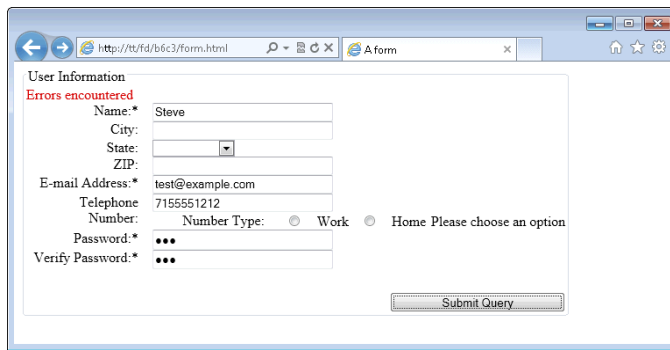 http://tt/fd/b6c3/form.html
A form
User Information
Errors encountered
Name:* Steve
City:
State:
ZIP:
E-mail Address:* test@example.com
Telephone Number: 7155551212
Number Type: Work Home Please choose an option
Password:* •••
Verify Password:* •••
Submit Query